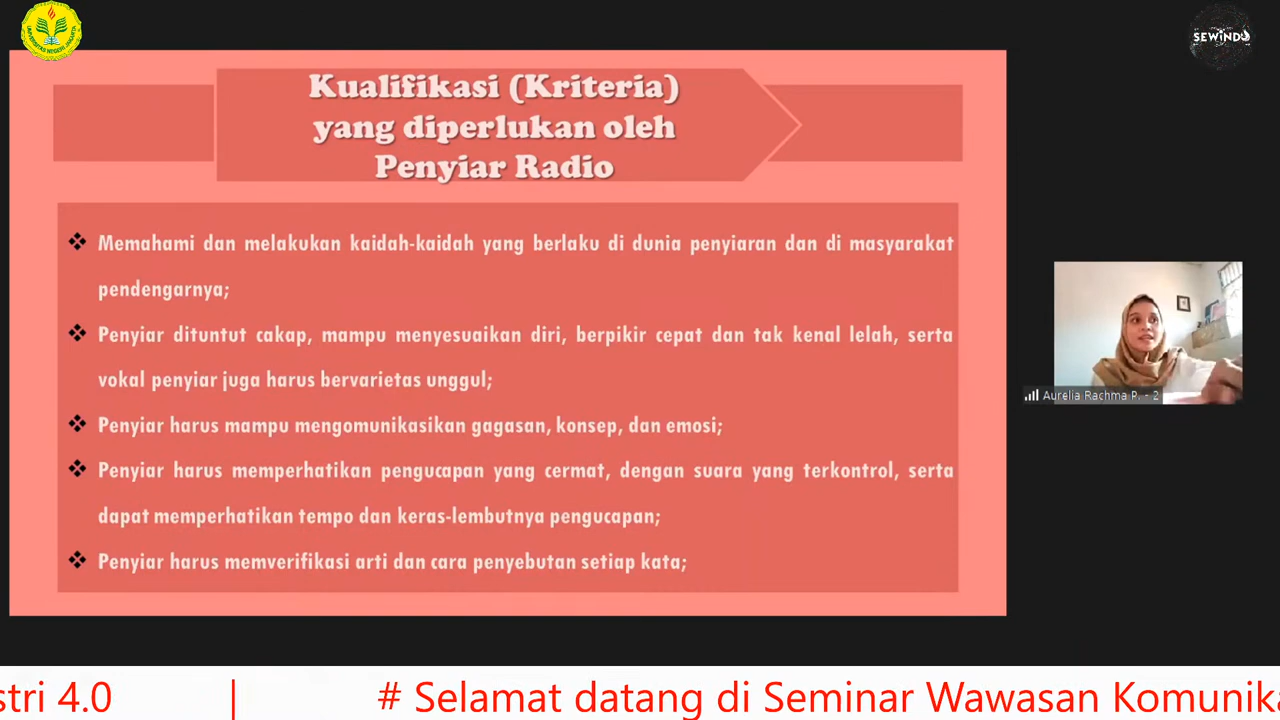 UNIVERSITAS NEGERI JAKARTA
SEWINDU
Kualifikasi (Kriteria)
yang diperlukan oleh
Penyiar Radio
Memahami dan melakukan kaidah-kaidah yang berlaku di dunia penyiaran dan di masyarakat
pendengarnya;
Penyiar dituntut cakap, mampu menyesuaikan diri, berpikir cepat dan tak kenal lelah, serta
vokal penyiar juga harus bervarietas unggul;
Penyiar harus mampu mengomunikasikan gagasan, konsep, dan emosi;
Penyiar harus memperhatikan pengucapan yang cermat, dengan suara yang terkontrol, serta
dapat memperhatikan tempo dan keras-lembutnya pengucapan;
Penyiar harus memverifikasi arti dan cara penyebutan setiap kata;
Aurelia Rachma P. - 2
stri 4.0 | # Selamat datang di Seminar Wawasan Komunika